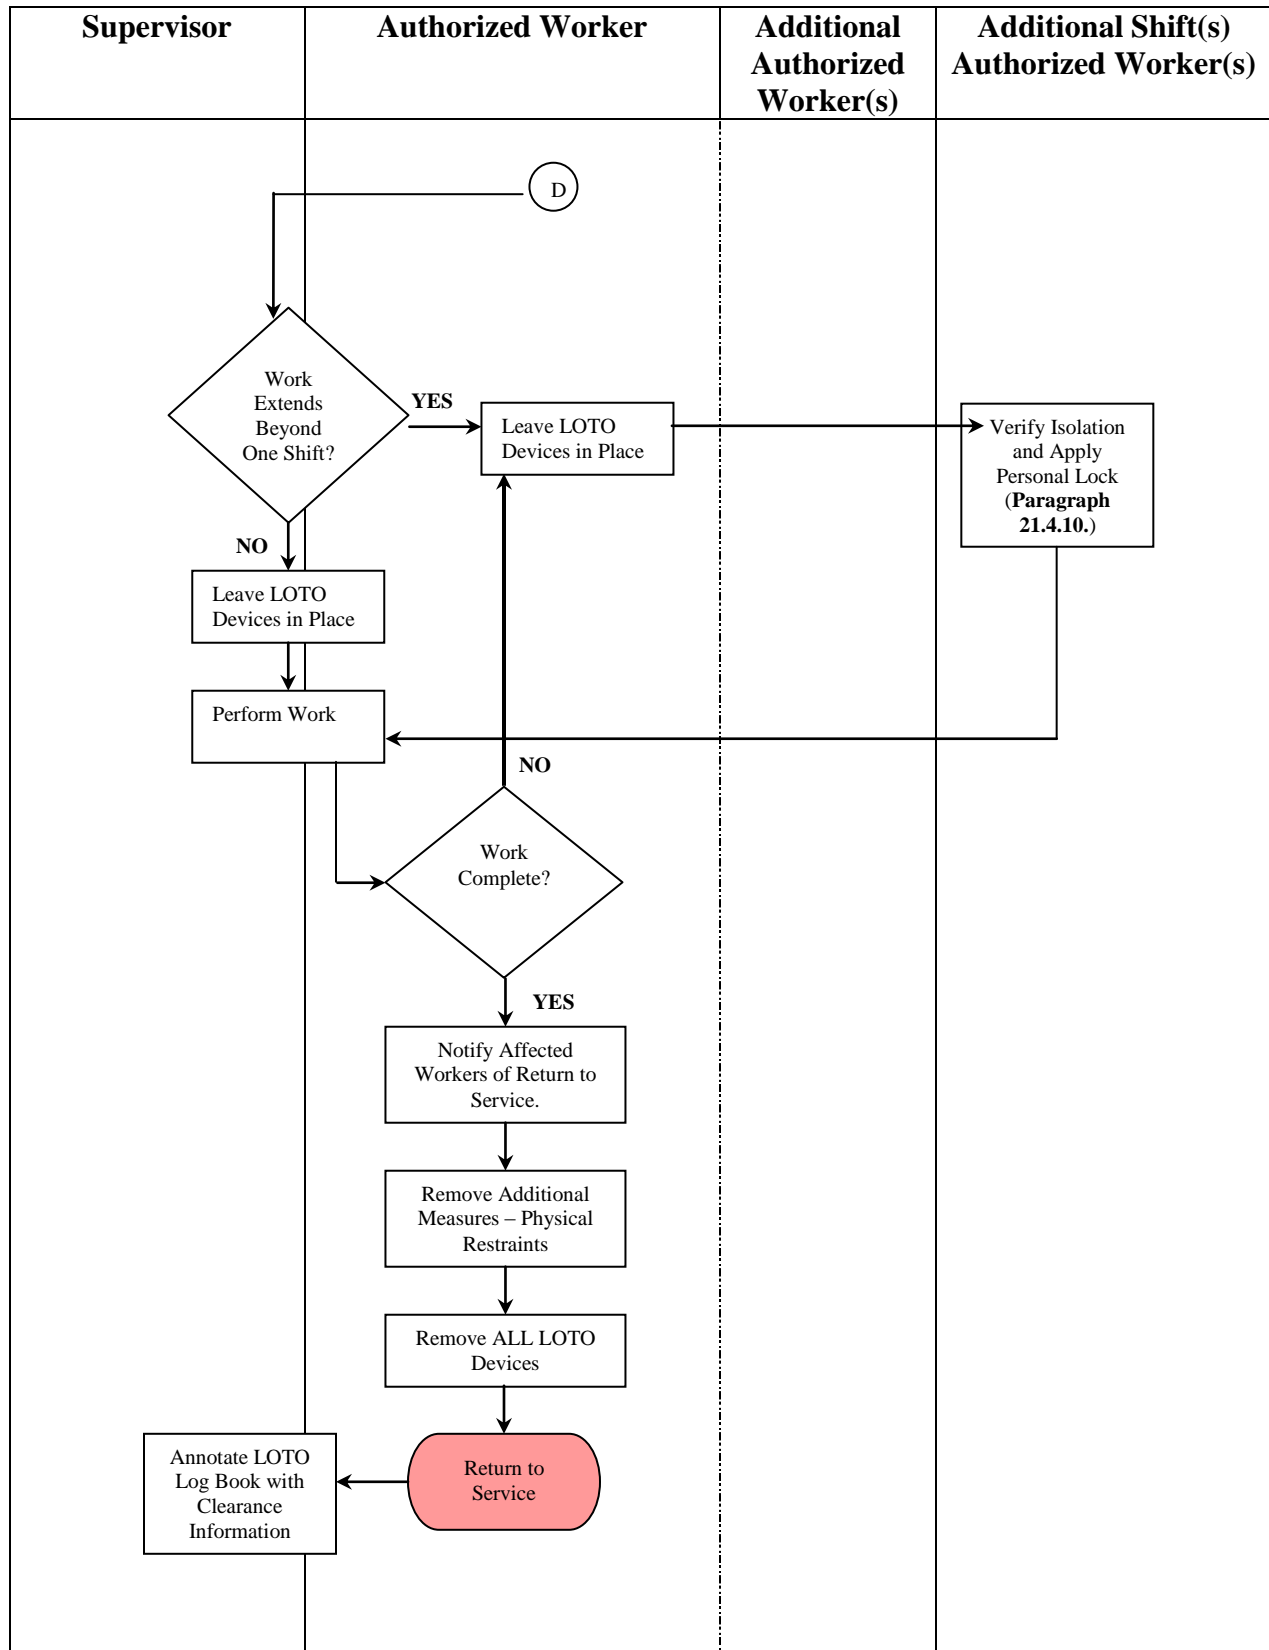 Supervisor
Authorized Worker
Additional
Authorized
Worker(s)
Additional Shift(s)
Authorized Worker(s)
D
Work
Extends
Beyond
One Shift?
YES
Leave LOTO
Devices in Place
Verify Isolation
and Apply
Personal Lock
(Paragraph
21.4.10.)
NO
Leave LOTO
Devices in Place
Perform Work
NO
Work
Complete?
YES
Notify Affected
Workers of Return to
Service.
Remove Additional
Measures – Physical
Restraints
Remove ALL LOTO
Devices
Annotate LOTO
Log Book with
Clearance
Information
Return to
Service